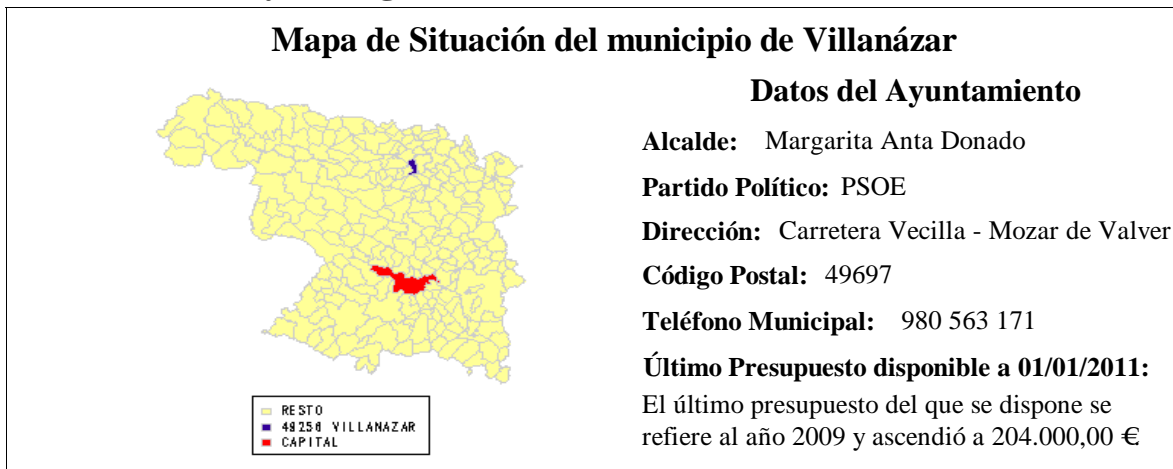 Mapa de Situación del municipio de Villanázar
Datos del Ayuntamiento
Alcalde: Margarita Anta Donado
Partido Político: PSOE
Dirección: Carretera Vecilla - Mozar de Valver
Código Postal: 49697
Teléfono Municipal: 980 563 171
Último Presupuesto disponible a 01/01/2011:
El último presupuesto del que se dispone se
refiere al año 2009 y ascendió a 204.000,00 €
RESTO
49256 VILLANAZAR
CAPITAL